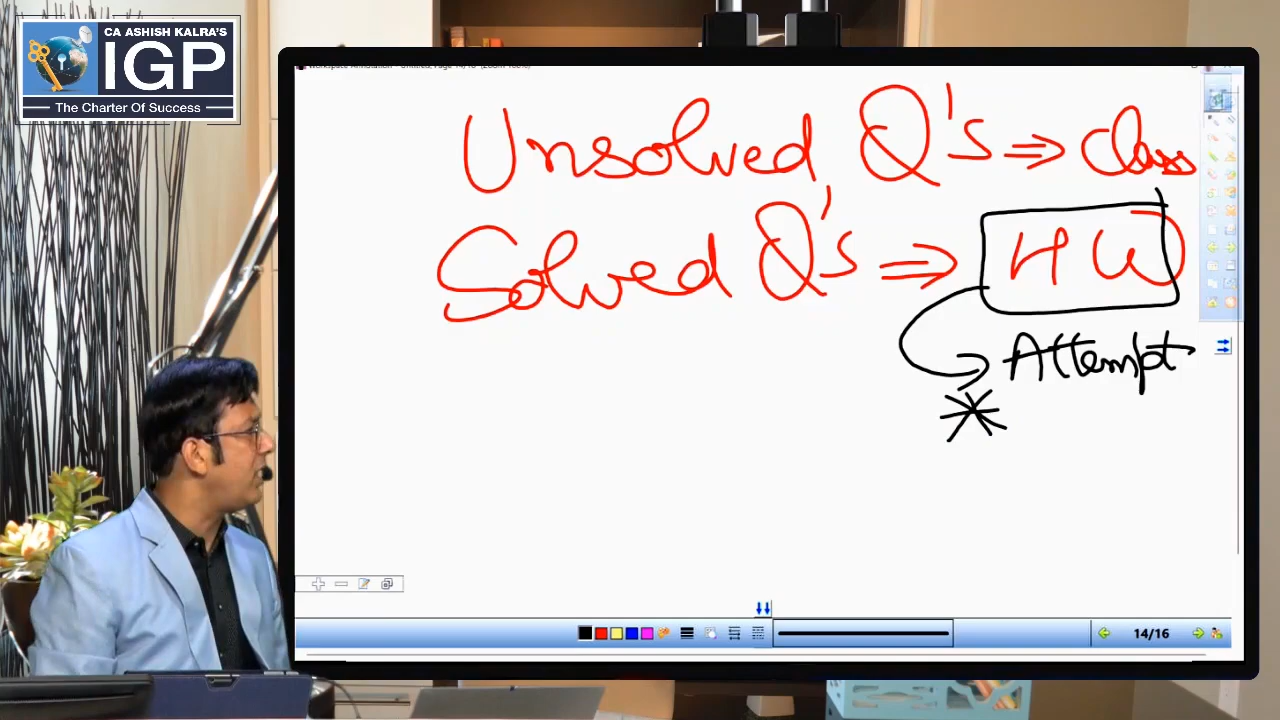 CA ASHISH KALRA'S
IGP
The Charter Of Success
Unsolved Q's ⇒ Class
Solved Q's ⇒ HW
Attempt
*
14/16